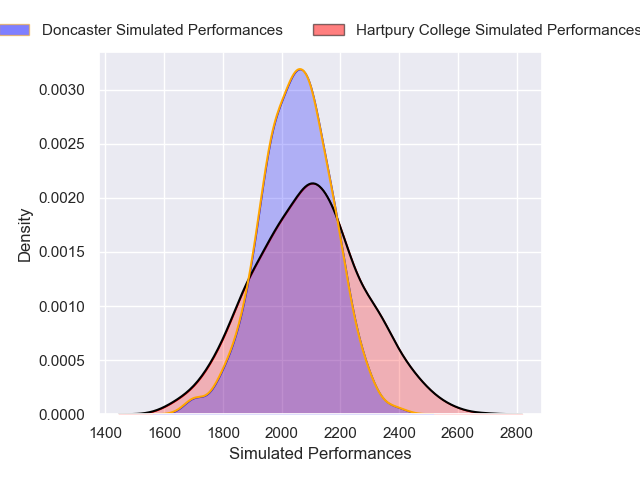 Doncaster Simulated Performances
Hartpury College Simulated Performances
0.0030
0.0025
0.0020
0.0015
0.0010
0.0005
0.0000
Density
1400 1600 1800 2000 2200 2400 2600 2800
Simulated Performances